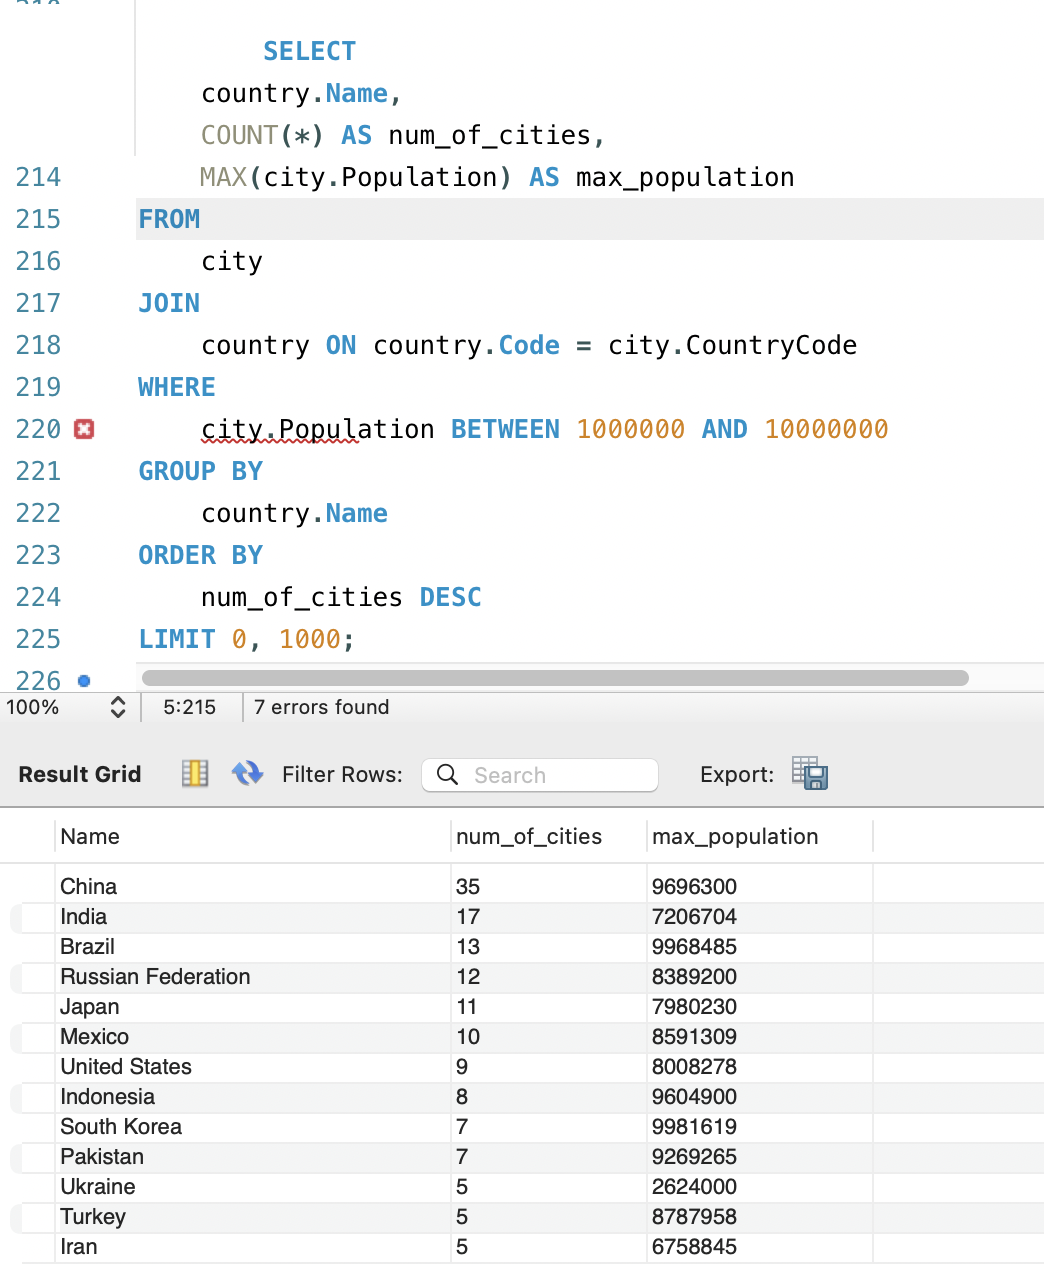 SELECT
country.Name,
COUNT(*) AS num_of_cities,
214 MAX(city.Population) AS max_population
215 FROM
216 city
217 JOIN
218 country ON country.Code = city.CountryCode
219 WHERE
220 city.Population BETWEEN 1000000 AND 10000000
221 GROUP BY
222 country.Name
223 ORDER BY
224 num_of_cities DESC
225 LIMIT 0, 1000;
226
100% 5:215 7 errors found
Result Grid Filter Rows: Search Export:
Name num_of_cities max_population
China 35 9696300
India 17 7206704
Brazil 13 9968485
Russian Federation 12 8389200
Japan 11 7980230
Mexico 10 8591309
United States 9 8008278
Indonesia 8 9604900
South Korea 7 9981619
Pakistan 7 9269265
Ukraine 5 2624000
Turkey 5 8787958
Iran 5 6758845